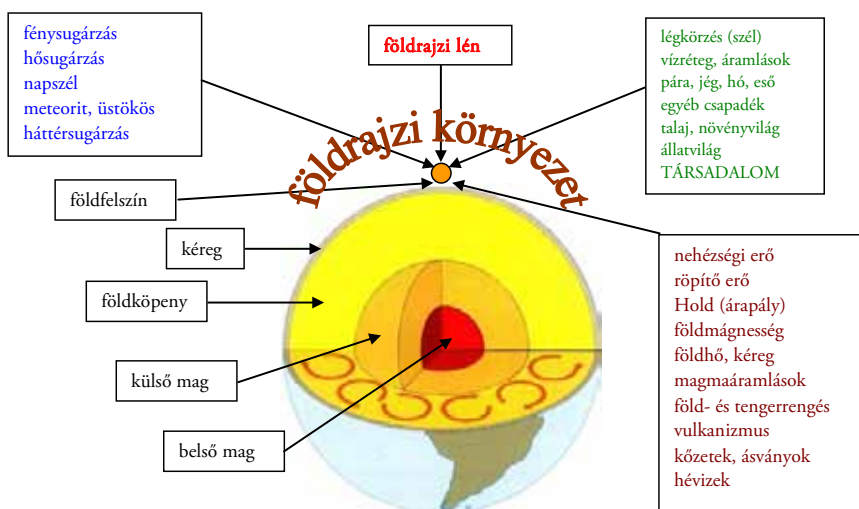 fénysugárzás
hősugárzás
napszél
meteorit, üstökös
háttérsugárzás
földrajzi lén
légkörzés (szél)
vízréteg, áramlások
pára, jég, hó, eső
egyéb csapadék
talaj, növényvilág
állatvilág
TÁRSADALOM
földrajzi környezet
földfelszín
kéreg
földköpeny
külső mag
belső mag
nehézségi erő
röpítő erő
Hold (árapály)
földmágnesség
földhő, kéreg
magmaáramlások
föld- és tengerrengés
vulkanizmus
kőzetek, ásványok
hévizek